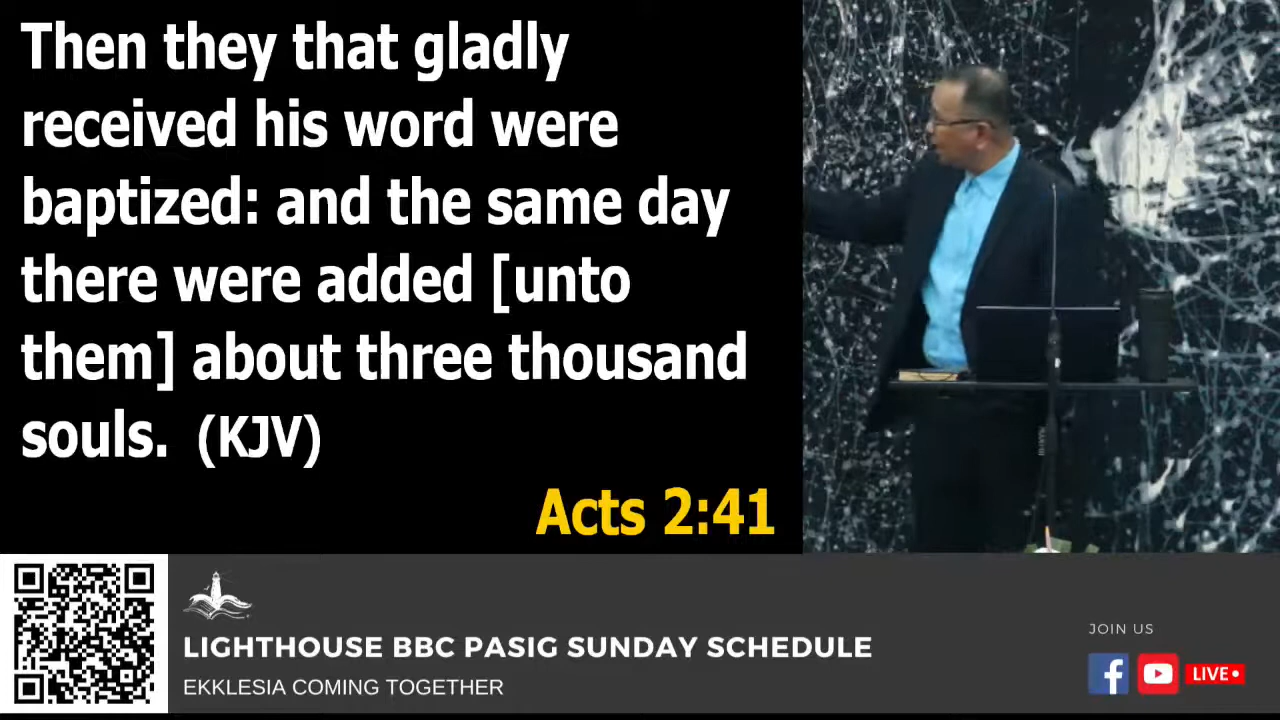 Then they that gladly
received his word were
baptized: and the same day
there were added [unto
them] about three thousand
souls. (KJV)
Acts 2:41
LIGHTHOUSE BBC PASIG SUNDAY SCHEDULE
EKKLESIA COMING TOGETHER
JOIN US
LIVE